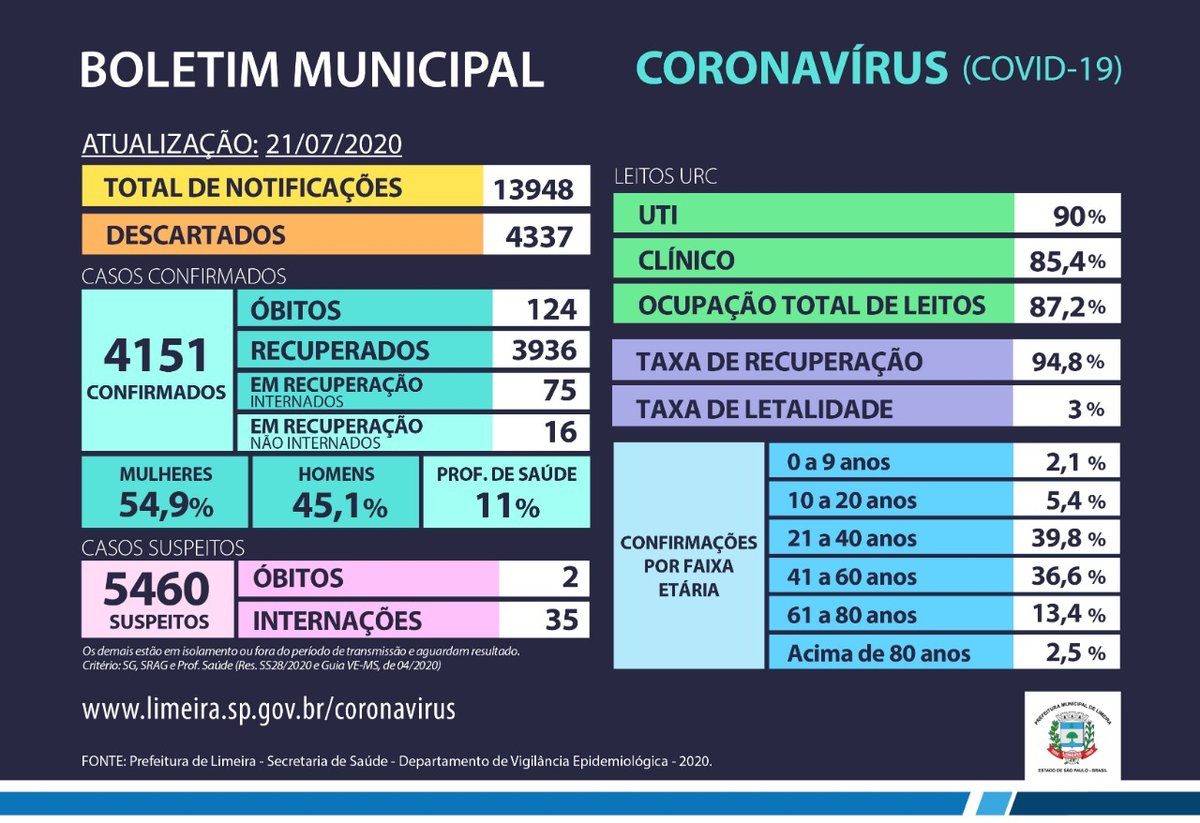 BOLETIM MUNICIPAL
CORONAVÍRUS (COVID-19)
ATUALIZAÇÃO: 21/07/2020
TOTAL DE NOTIFICAÇÕES 13948
DESCARTADOS 4337
CASOS CONFIRMADOS
4151
CONFIRMADOS
ÓBITOS 124
RECUPERADOS 3936
EM RECUPERAÇÃO
INTERNADOS
75
EM RECUPERAÇÃO
NÃO INTERNADOS
16
MULHERES
54,9%
HOMENS
45,1%
PROF. DE SAÚDE
11%
CASOS SUSPEITOS
5460
SUSPEITOS
ÓBITOS 2
INTERNAÇÕES 35
Os demais estão em isolamento ou fora do período de transmissão e aguardam resultado.
Critério: SG, SRAG e Prof. Saúde (Res. SS28/2020 e Guia VE-MS, de 04/2020)
LEITOS URC
UTI 90%
CLÍNICO 85,4%
OCUPAÇÃO TOTAL DE LEITOS 87,2%
TAXA DE RECUPERAÇÃO 94,8%
TAXA DE LETALIDADE 3%
CONFIRMAÇÕES
POR FAIXA
ETÁRIA
0 a 9 anos 2,1 %
10 a 20 anos 5,4 %
21 a 40 anos 39,8 %
41 a 60 anos 36,6 %
61 a 80 anos 13,4 %
Acima de 80 anos 2,5 %
www.limeira.sp.gov.br/coronavirus
FONTE: Prefeitura de Limeira - Secretaria de Saúde - Departamento de Vigilância Epidemiológica - 2020.
PREFEITURA MUNICIPAL DE LIMEIRA
ESTADO DE SÃO PAULO - BRASIL